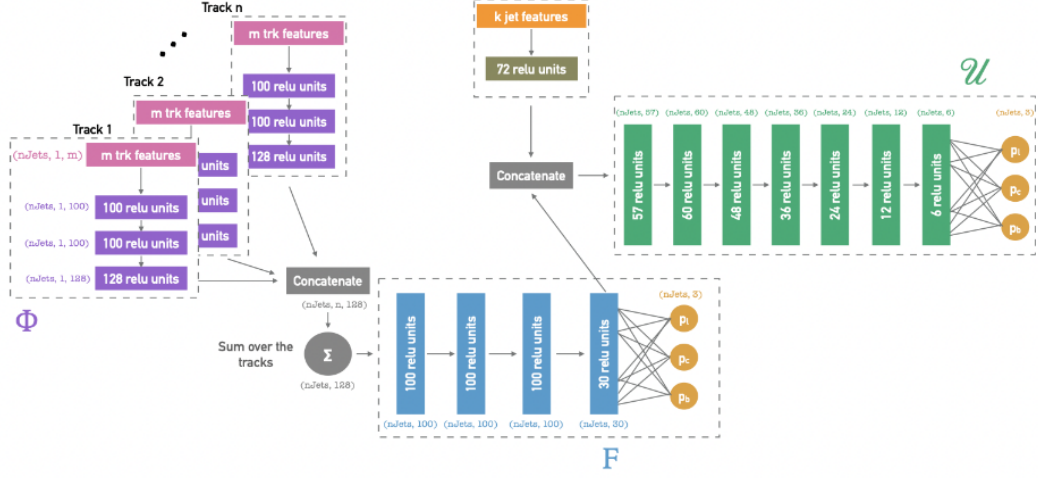 Track n
m trk features
100 relu units
100 relu units
128 relu units
Track 2
m trk features
units
units
units
Track 1
(nJets, 1, m)
m trk features
(nJets, 1, 100)
100 relu units
(nJets, 1, 100)
100 relu units
(nJets, 1, 128)
128 relu units
Φ
Concatenate
(nJets, n, 128)
Sum over the
tracks
Σ
(nJets, 128)
100 relu units
100 relu units
100 relu units
30 relu units
(nJets, 100)
(nJets, 100)
(nJets, 100)
(nJets, 30)
(nJets, 3)
pl
pc
pb
F
k jet features
72 relu units
Concatenate
U
(nJets, 57)
(nJets, 60)
(nJets, 48)
(nJets, 36)
(nJets, 24)
(nJets, 12)
(nJets, 6)
(nJets, 3)
57 relu units
60 relu units
48 relu units
36 relu units
24 relu units
12 relu units
6 relu units
pl
pc
pb